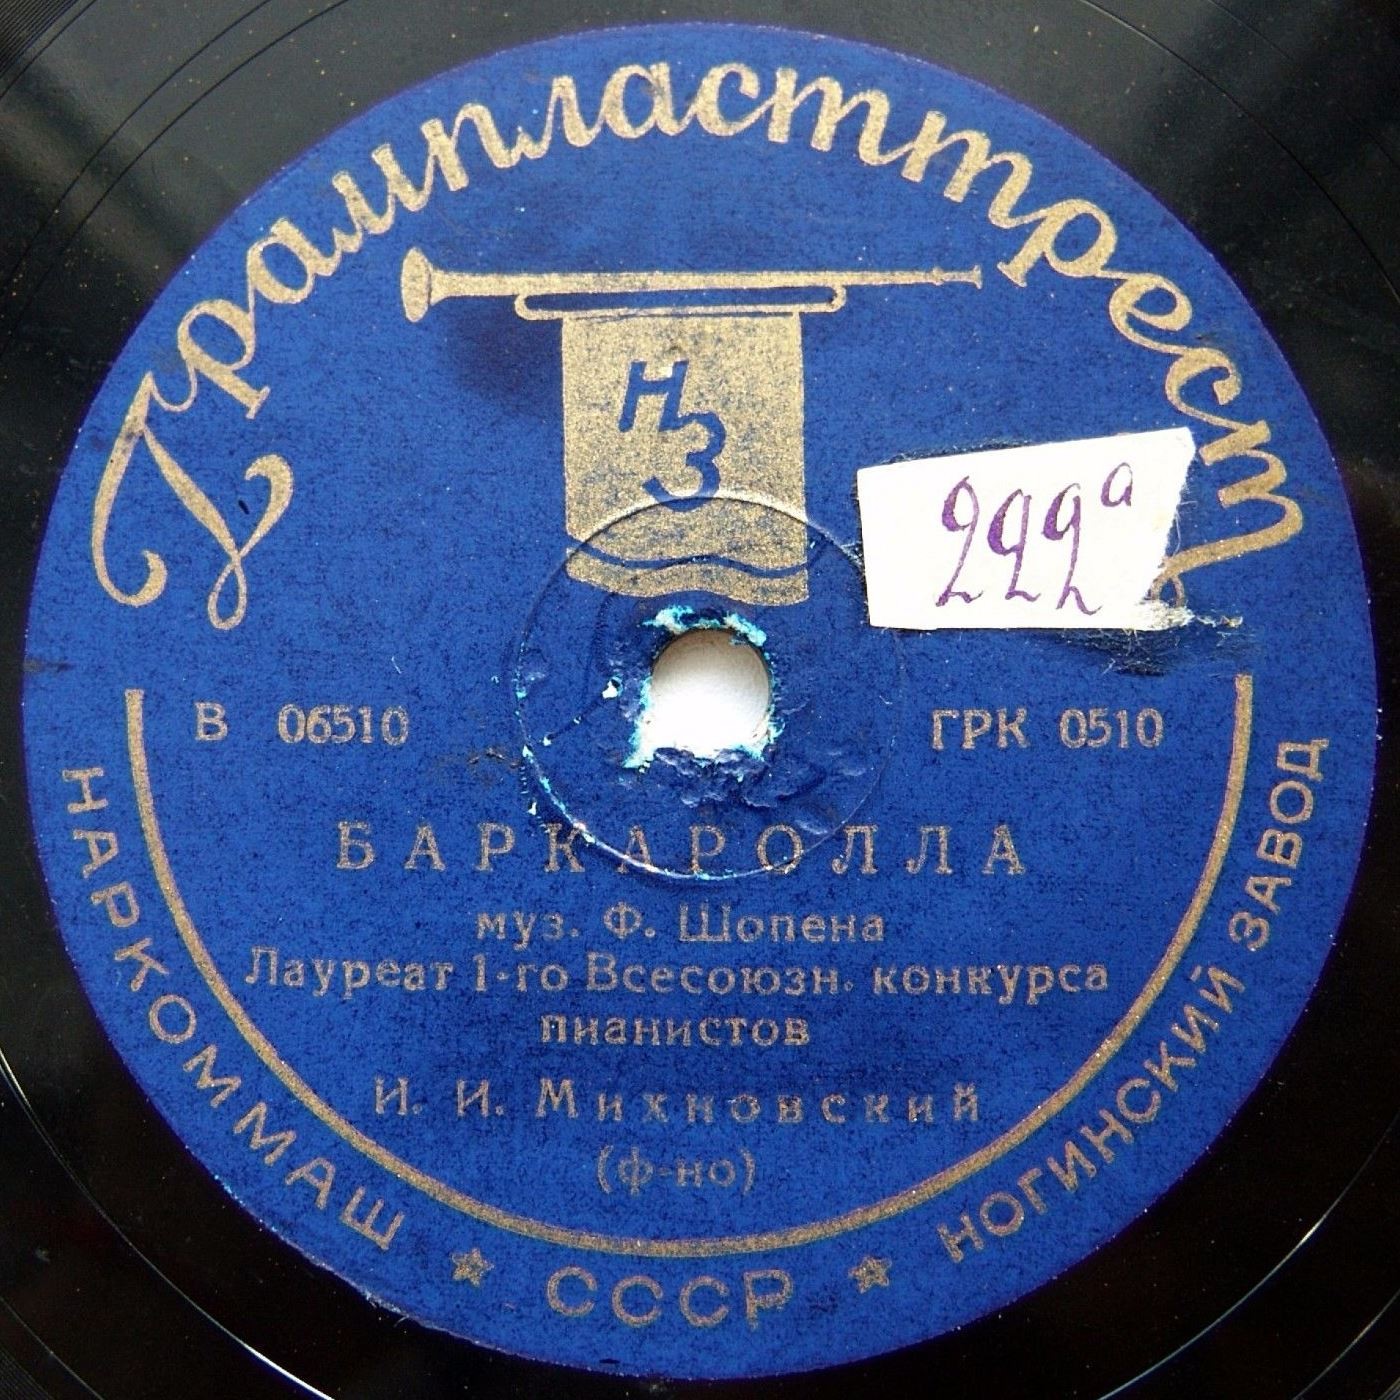 Грампласттрест
НЗ
222а
В 06510
ГРК 0510
БАРКАРОЛЛА
муз. Ф. Шопена
Лауреат 1-го Всесоюзн. конкурса
пианистов
И. И. Михновский
(ф-но)
НАРКОММАШ ★ СССР ★ НОГИНСКИЙ ЗАВОД